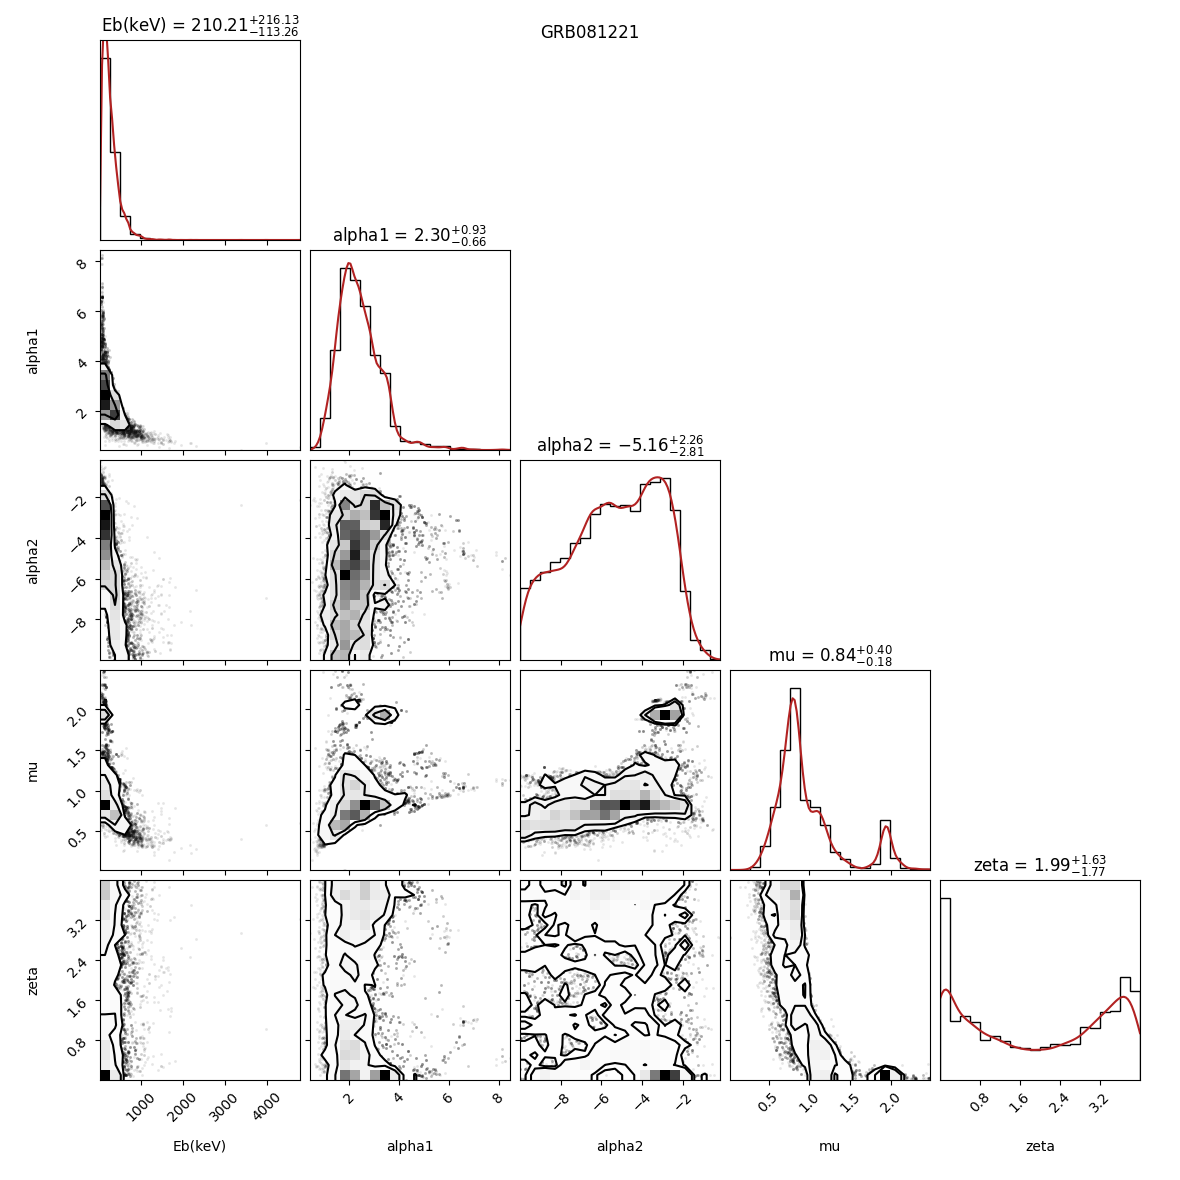 GRB081221
Eb(keV) = 210.21+216.13−113.26
alpha1 = 2.30+0.93−0.66
8
6
4
2
alpha1
alpha2 = −5.16+2.26−2.81
−2
−4
−6
−8
alpha2
mu = 0.84+0.40−0.18
2.0
1.5
1.0
0.5
mu
zeta = 1.99+1.63−1.77
3.2
2.4
1.6
0.8
zeta
1000 2000 3000 4000
2 4 6 8
−8 −6 −4 −2
0.5 1.0 1.5 2.0
0.8 1.6 2.4 3.2
Eb(keV) alpha1 alpha2 mu zeta